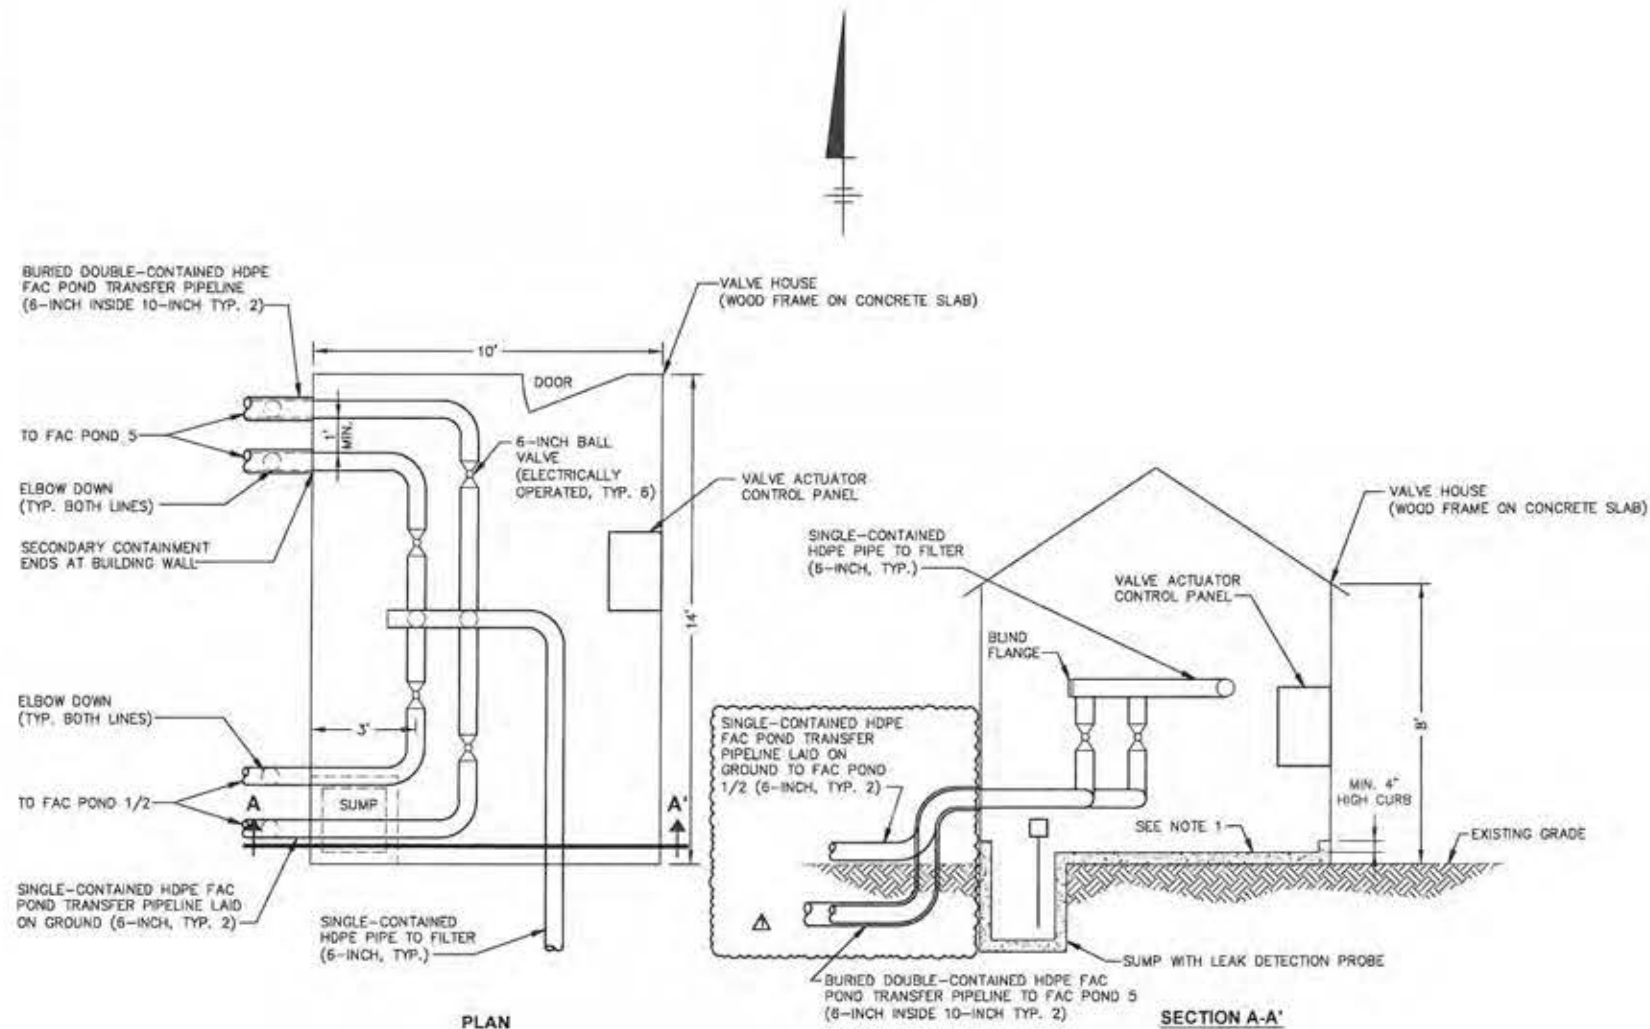 BURIED DOUBLE-CONTAINED HDPE
FAC POND TRANSFER PIPELINE
(6-INCH INSIDE 10-INCH TYP. 2)
VALVE HOUSE
(WOOD FRAME ON CONCRETE SLAB)
10'
DOOR
TO FAC POND 5
1'
MIN.
6-INCH BALL
VALVE
(ELECTRICALLY
OPERATED, TYP. 6)
ELBOW DOWN
(TYP. BOTH LINES)
SECONDARY CONTAINMENT
ENDS AT BUILDING WALL
VALVE ACTUATOR
CONTROL PANEL
14'
ELBOW DOWN
(TYP. BOTH LINES)
3'
TO FAC POND 1/2
SUMP
A
A'
SINGLE-CONTAINED HDPE FAC
POND TRANSFER PIPELINE LAID
ON GROUND (6-INCH, TYP. 2)
SINGLE-CONTAINED
HDPE PIPE TO FILTER
(6-INCH, TYP.)
PLAN
VALVE HOUSE
(WOOD FRAME ON CONCRETE SLAB)
SINGLE-CONTAINED
HDPE PIPE TO FILTER
(6-INCH, TYP.)
VALVE ACTUATOR
CONTROL PANEL
BLIND
FLANGE
8'
SINGLE-CONTAINED HDPE
FAC POND TRANSFER
PIPELINE LAID ON
GROUND TO FAC POND
1/2 (6-INCH, TYP. 2)
MIN. 4"
HIGH CURB
SEE NOTE 1
EXISTING GRADE
SUMP WITH LEAK DETECTION PROBE
BURIED DOUBLE-CONTAINED HDPE FAC
POND TRANSFER PIPELINE TO FAC POND 5
(6-INCH INSIDE 10-INCH TYP. 2)
SECTION A-A'